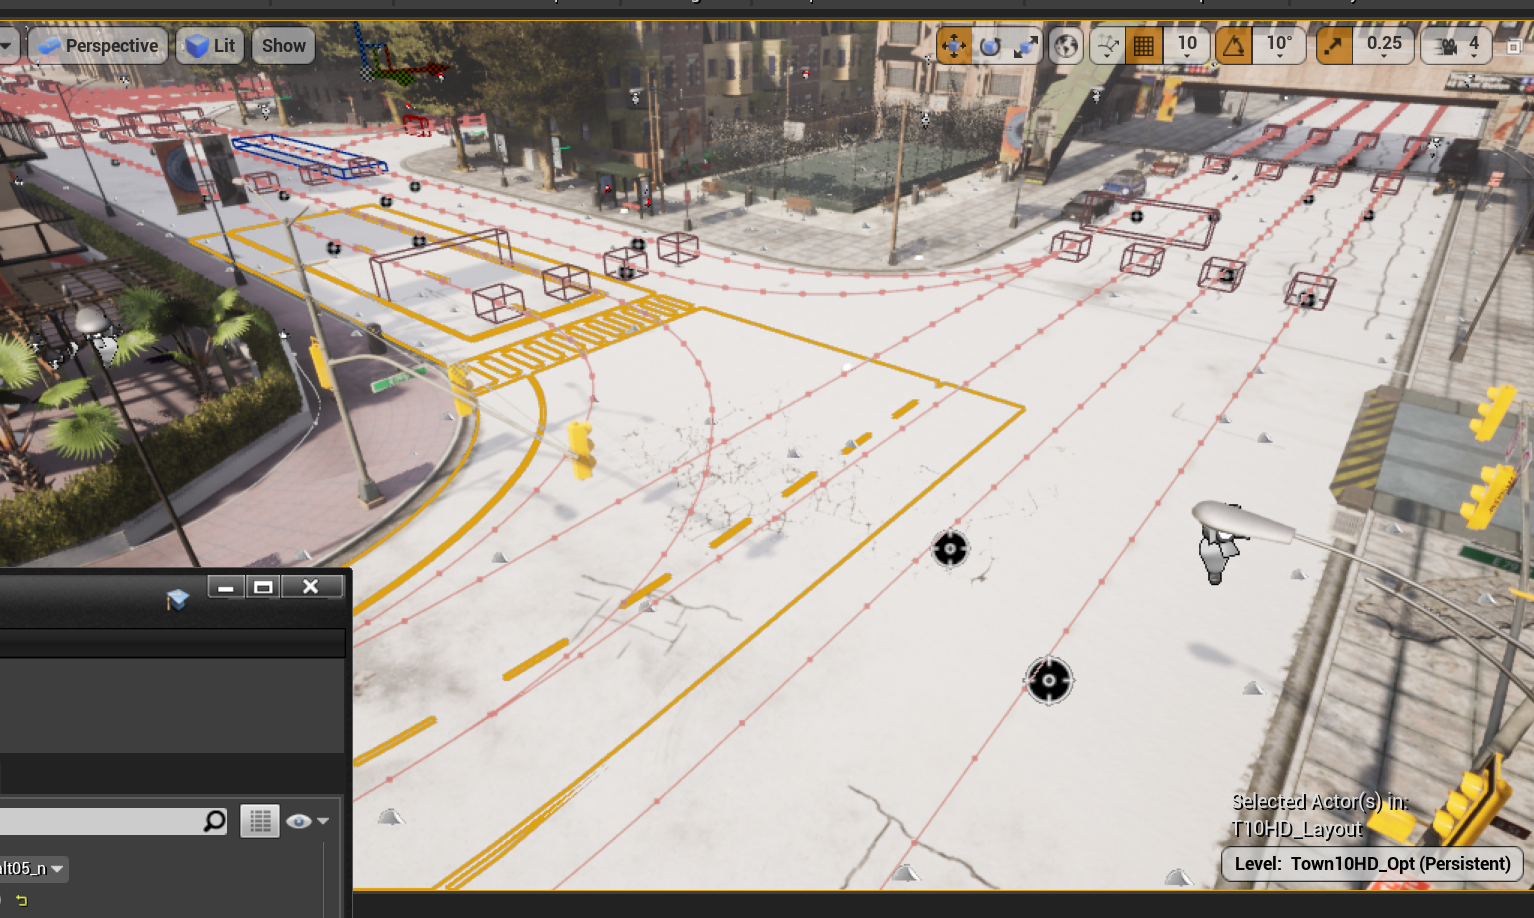 Perspective
Lit
Show
10
10°
0.25
4
Selected Actor(s) in:
T10HD_Layout
Level: Town10HD_Opt (Persistent)
lt05_n